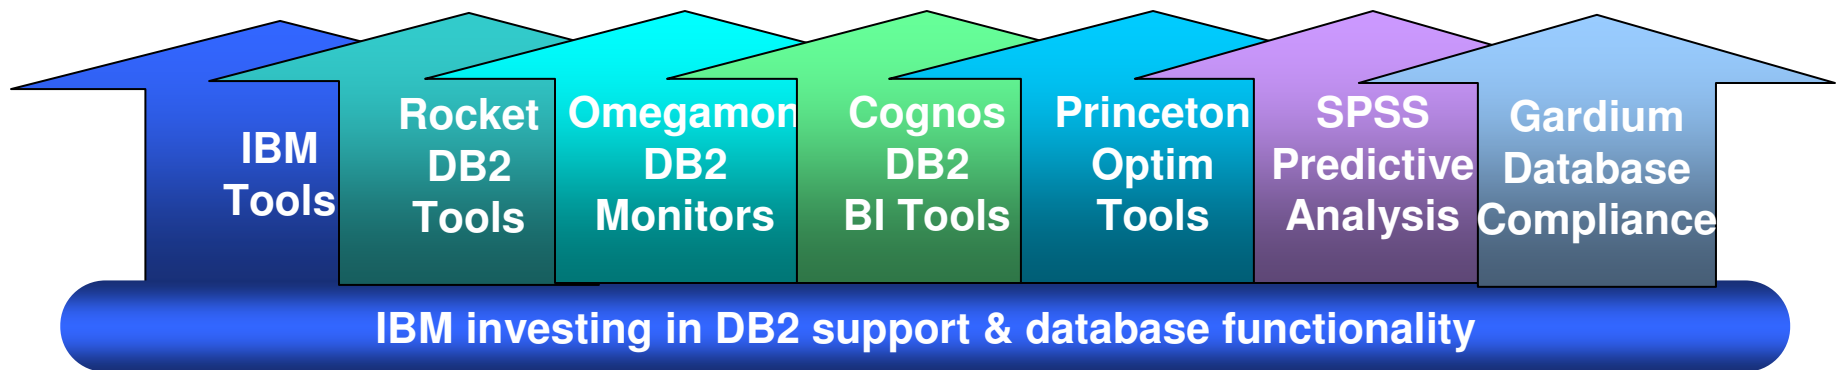 IBM
Tools
Rocket
DB2
Tools
Omegamon
DB2
Monitors
Cognos
DB2
BI Tools
Princeton
Optim
Tools
SPSS
Predictive
Analysis
Gardium
Database
Compliance
IBM investing in DB2 support & database functionality